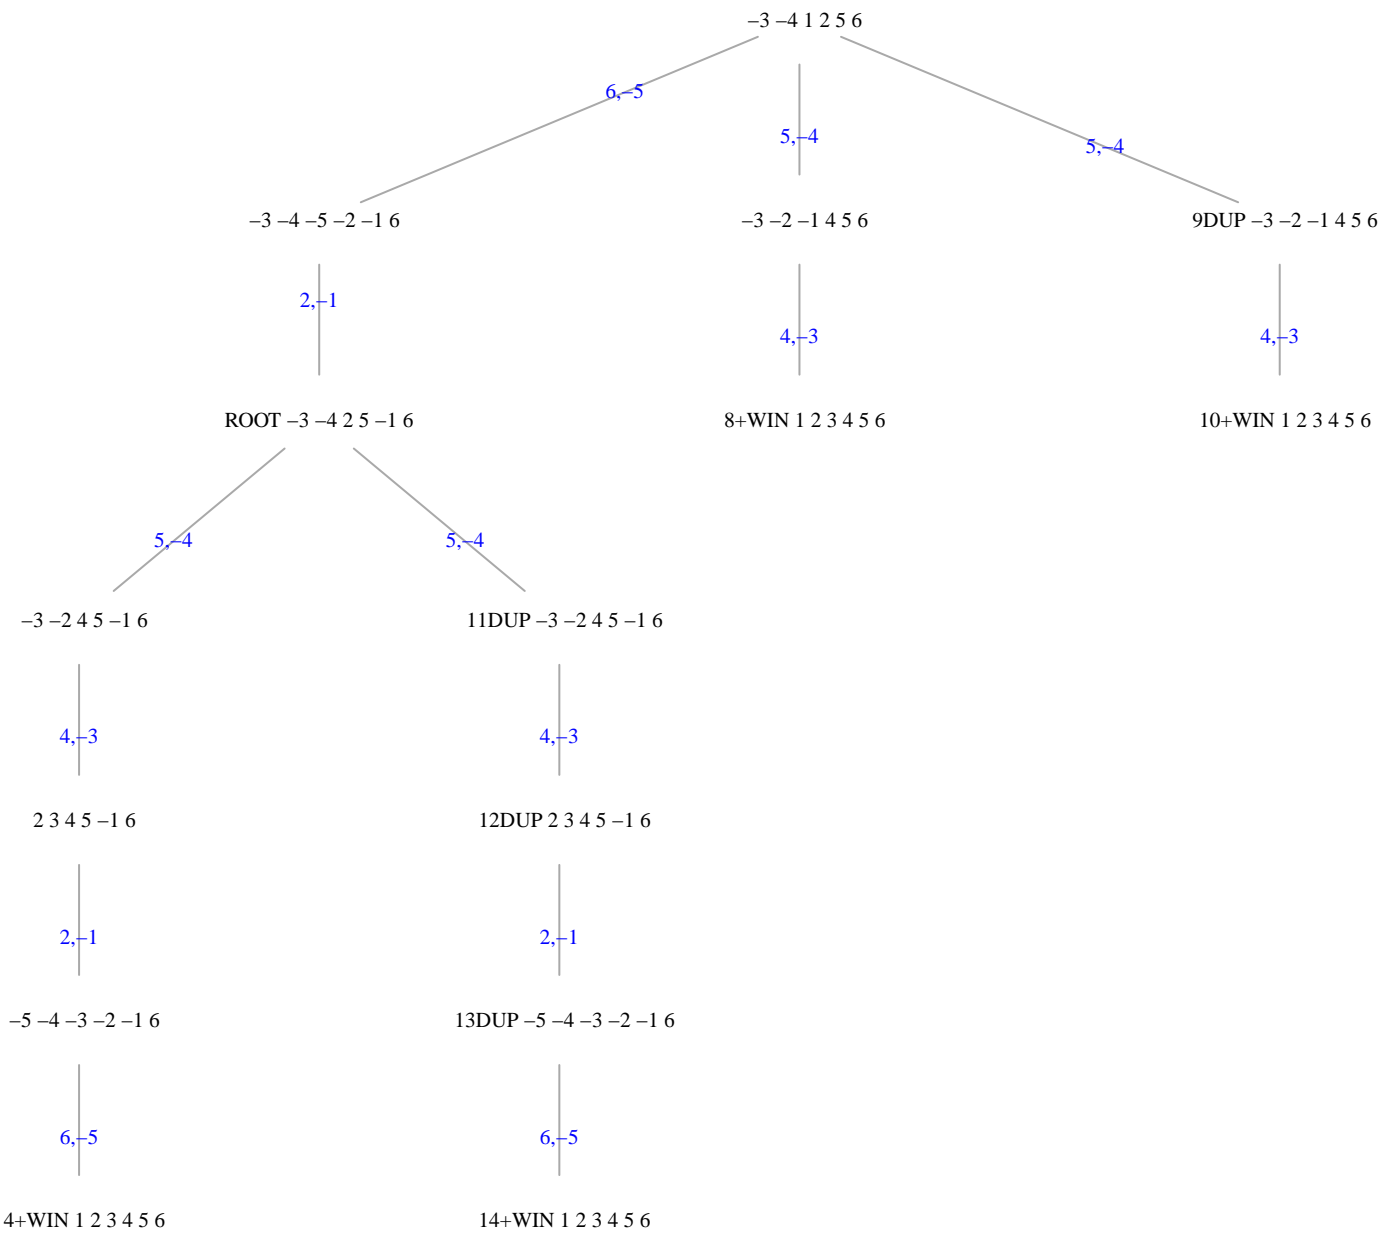 –3 –4 1 2 5 6
6,–5
5,–4
5,–4
–3 –4 –5 –2 –1 6
–3 –2 –1 4 5 6
9DUP –3 –2 –1 4 5 6
2,–1
4,–3
4,–3
ROOT –3 –4 2 5 –1 6
8+WIN 1 2 3 4 5 6
10+WIN 1 2 3 4 5 6
5,–4
5,–4
–3 –2 4 5 –1 6
11DUP –3 –2 4 5 –1 6
4,–3
4,–3
2 3 4 5 –1 6
12DUP 2 3 4 5 –1 6
2,–1
2,–1
–5 –4 –3 –2 –1 6
13DUP –5 –4 –3 –2 –1 6
6,–5
6,–5
4+WIN 1 2 3 4 5 6
14+WIN 1 2 3 4 5 6